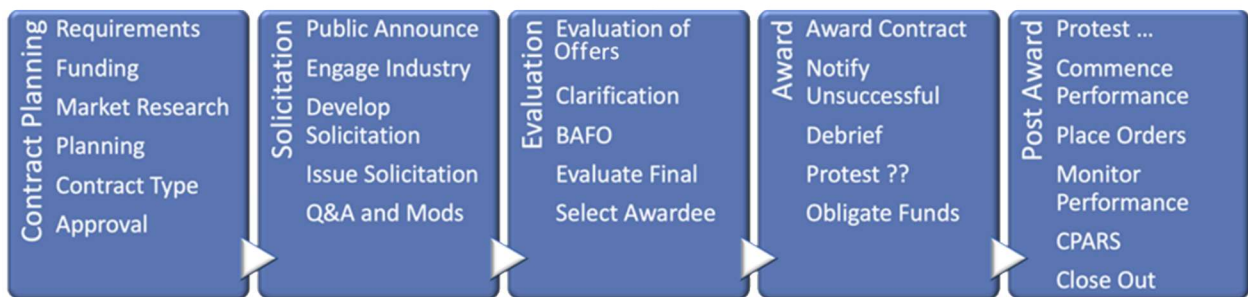 Contract Planning
Requirements
Funding
Market Research
Planning
Contract Type
Approval
Solicitation
Public Announce
Engage Industry
Develop
Solicitation
Issue Solicitation
Q&A and Mods
Evaluation
Evaluation of
Offers
Clarification
BAFO
Evaluate Final
Select Awardee
Award
Award Contract
Notify
Unsuccessful
Debrief
Protest ??
Obligate Funds
Post Award
Protest ...
Commence
Performance
Place Orders
Monitor
Performance
CPARS
Close Out